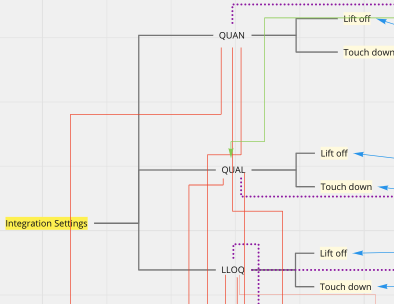 Lift off
QUAN
Touch down
Lift off
QUAL
Touch down
Integration Settings
Lift off
LLOQ
Touch down